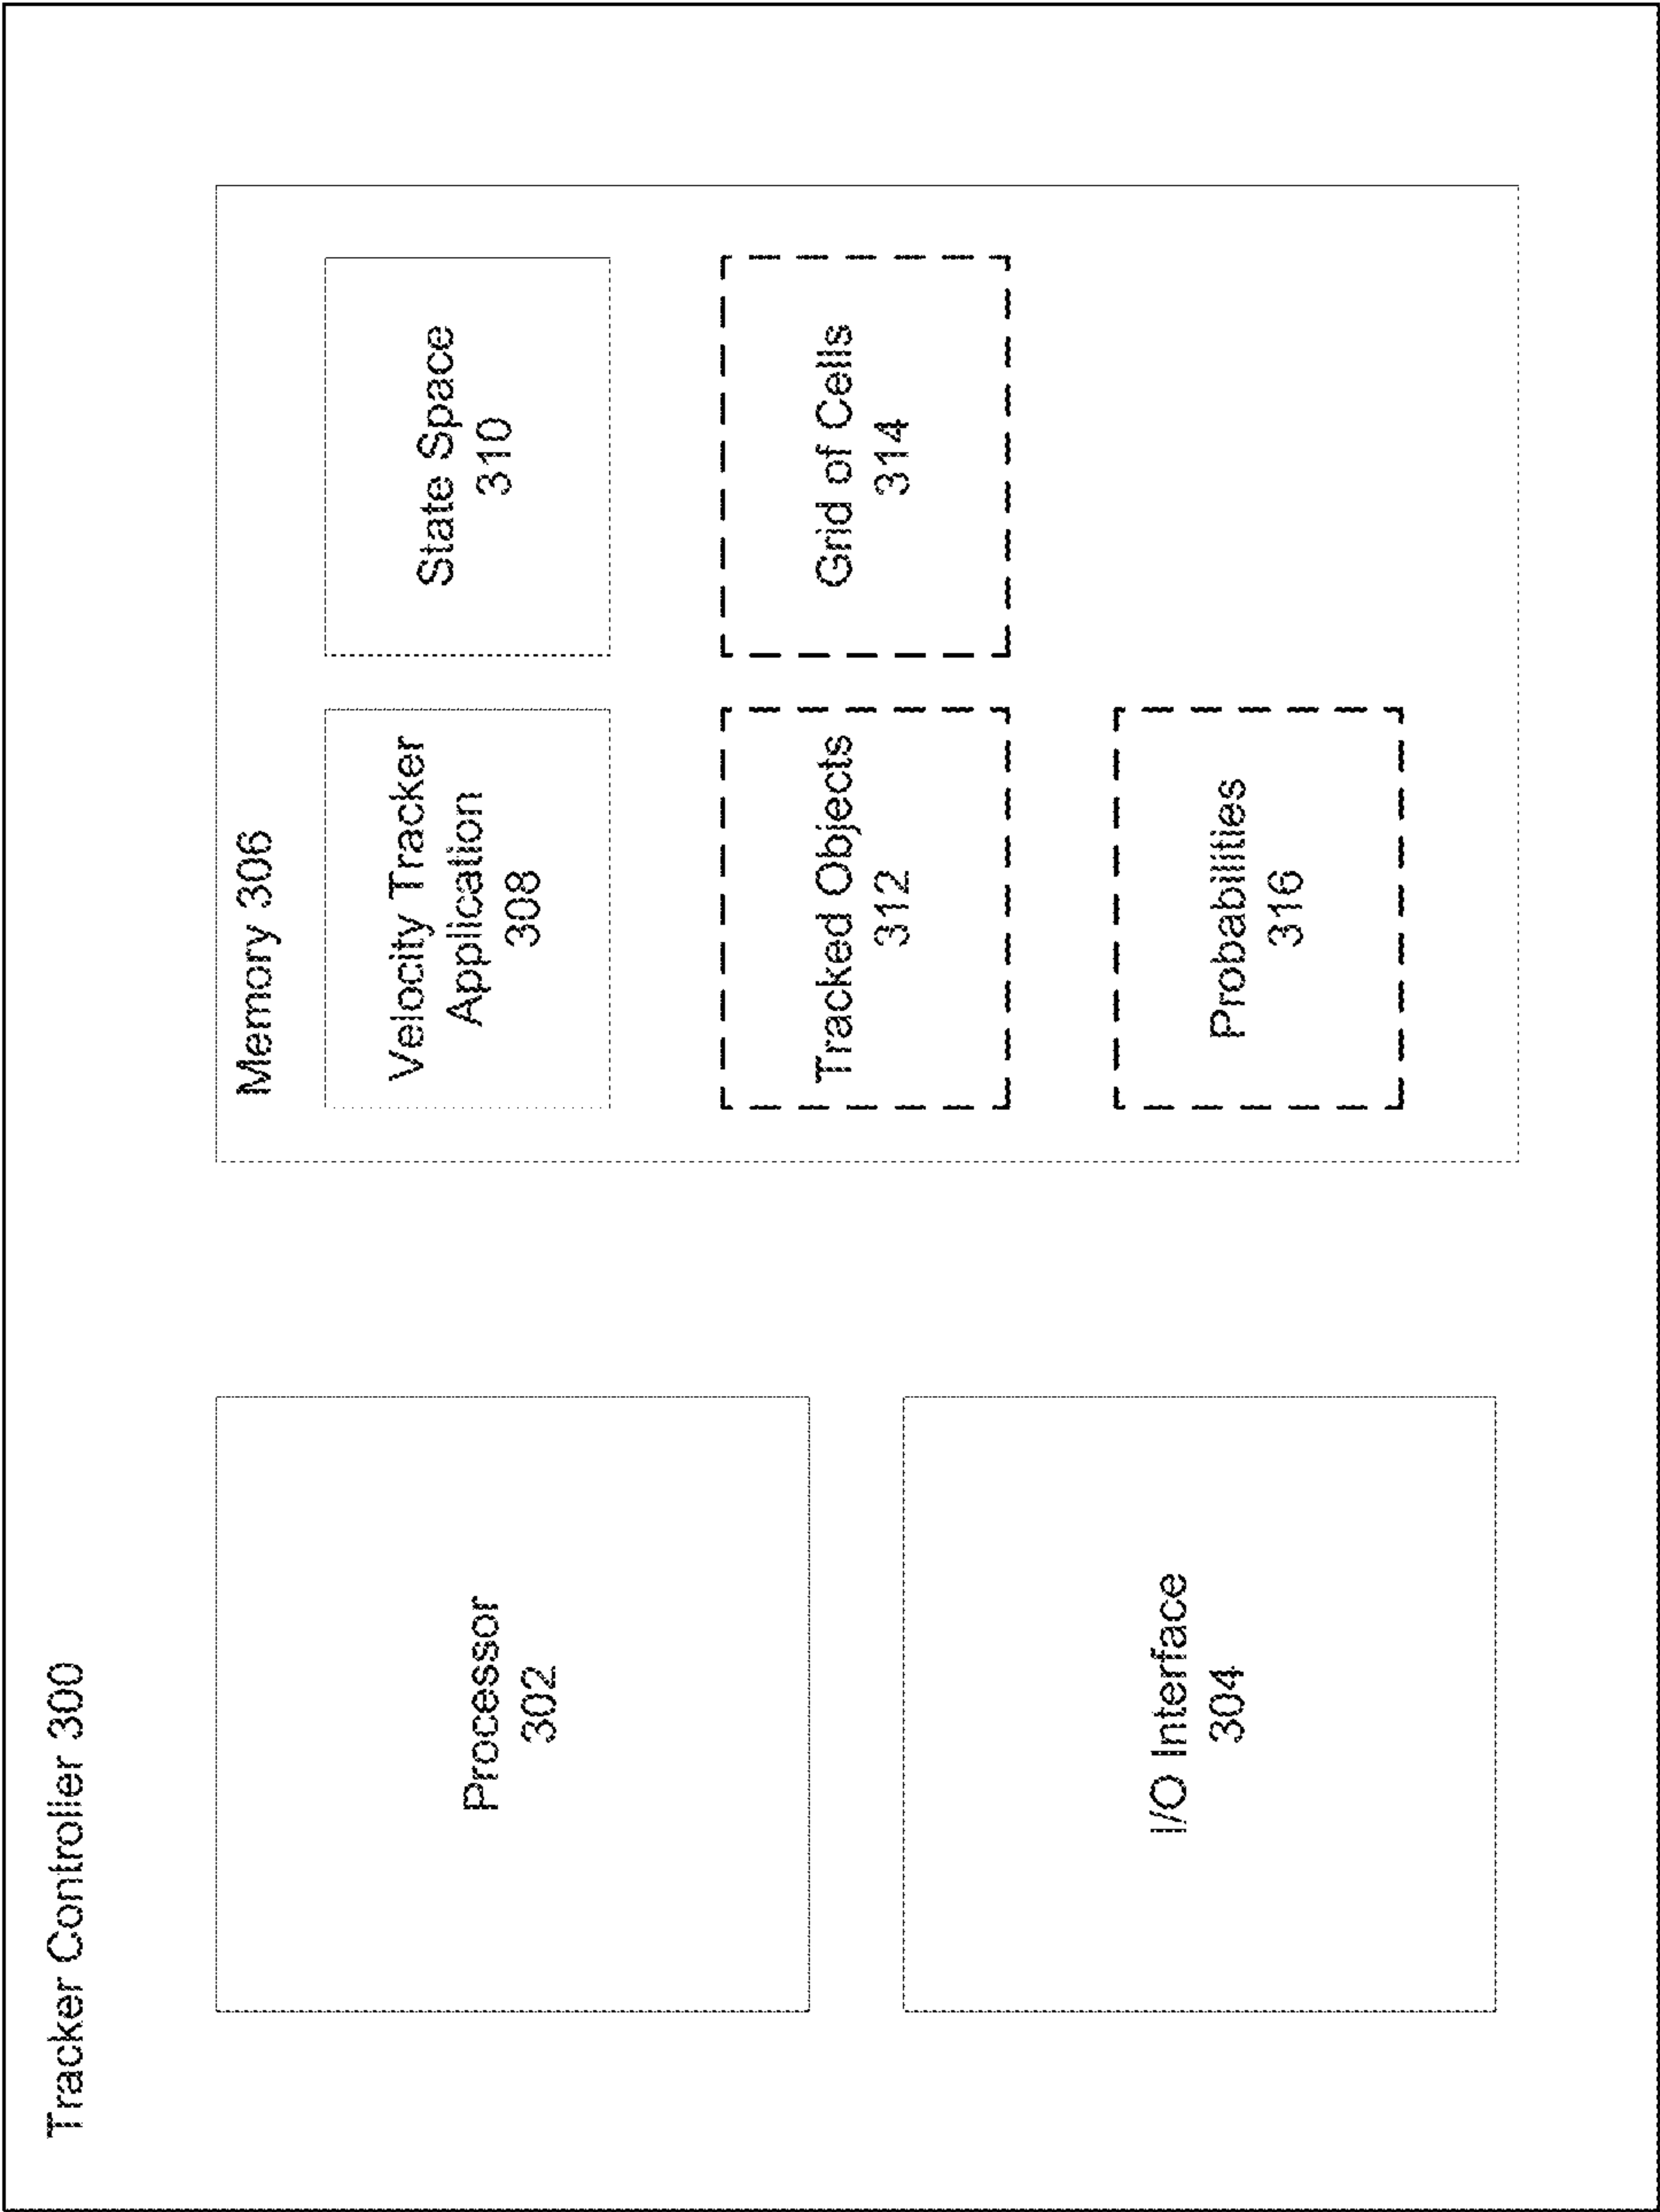 Tracker Controller 300
Processor
302
I/O Interface
304
Memory 306
Velocity Tracker
Application
308
State Space
310
Tracked Objects
312
Grid of Cells
314
Probabilities
316